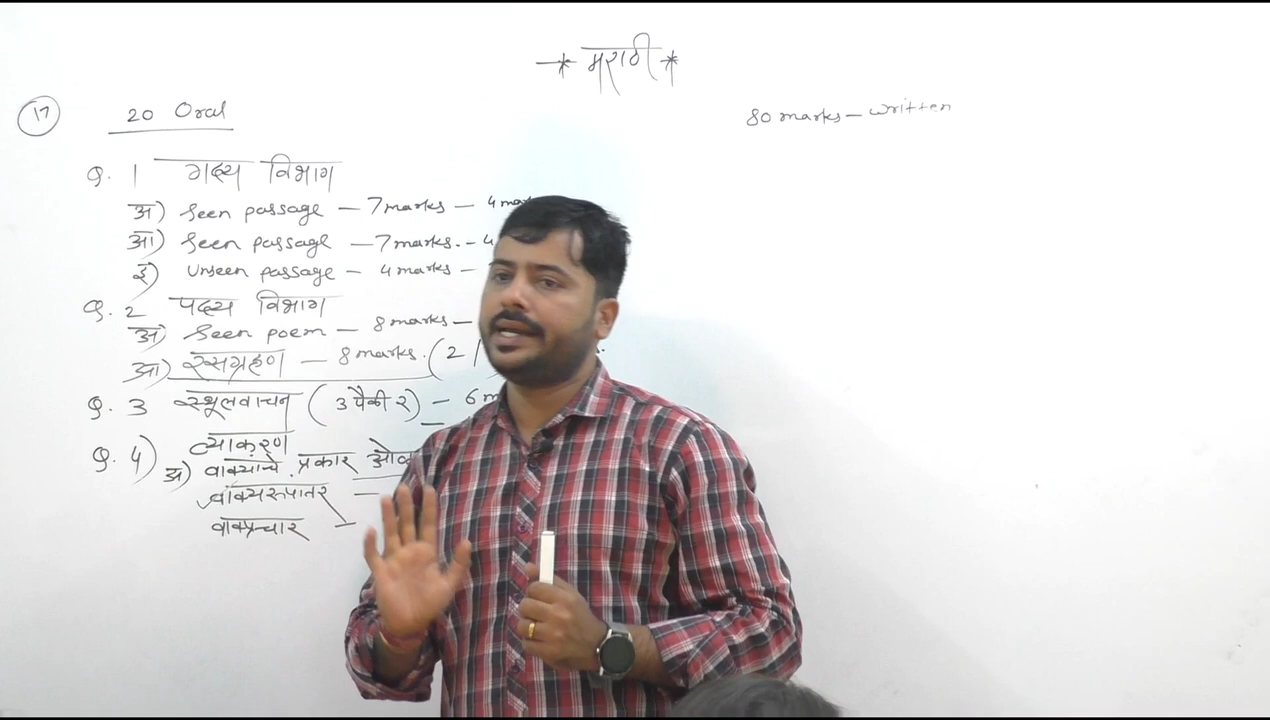 * मराठी *
17 20 Oral
80 marks – written
Q. 1 गद्य विभाग
अ) Seen passage – 7 marks – 4
आ) Seen passage – 7 marks. – 4
इ) Unseen passage – 4 marks –
Q. 2 पद्य विभाग
अ) Seen poem – 8 marks –
आ) रसग्रहण – 8 marks. (2
Q. 3 स्थूलवाचन (3 पैकी २) – 6
Q. 4) व्याकरण
अ) वाक्याचे प्रकार
वाक्यरुपांतर –
वाक्प्रचार –